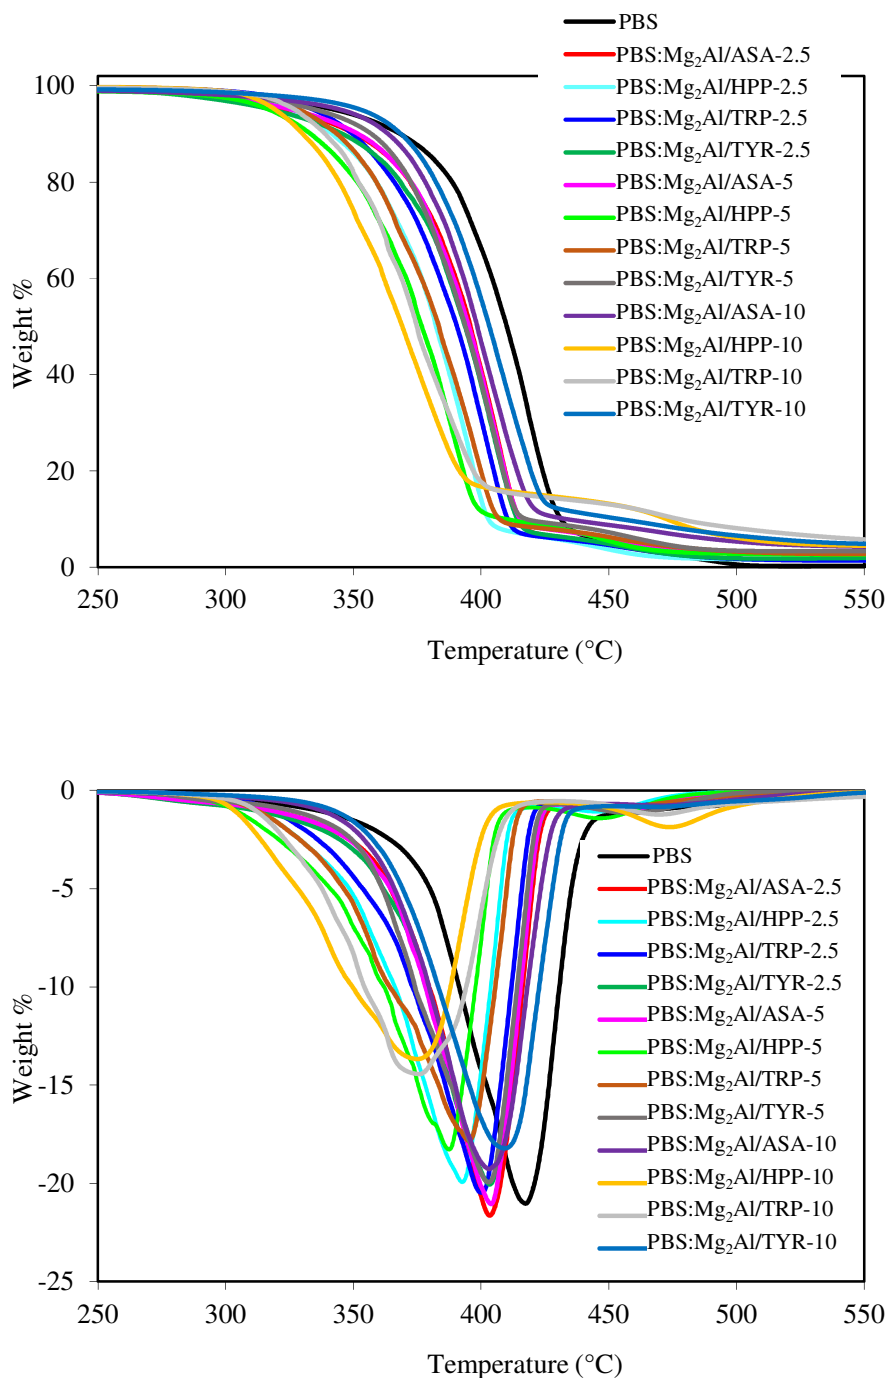 PBS
PBS:Mg₂Al/ASA-2.5
PBS:Mg₂Al/HPP-2.5
PBS:Mg₂Al/TRP-2.5
PBS:Mg₂Al/TYR-2.5
PBS:Mg₂Al/ASA-5
PBS:Mg₂Al/HPP-5
PBS:Mg₂Al/TRP-5
PBS:Mg₂Al/TYR-5
PBS:Mg₂Al/ASA-10
PBS:Mg₂Al/HPP-10
PBS:Mg₂Al/TRP-10
PBS:Mg₂Al/TYR-10
100
80
60
40
20
0
Weight %
250 300 350 400 450 500 550
Temperature (°C)
0
-5
-10
-15
-20
-25
Weight %
PBS
PBS:Mg₂Al/ASA-2.5
PBS:Mg₂Al/HPP-2.5
PBS:Mg₂Al/TRP-2.5
PBS:Mg₂Al/TYR-2.5
PBS:Mg₂Al/ASA-5
PBS:Mg₂Al/HPP-5
PBS:Mg₂Al/TRP-5
PBS:Mg₂Al/TYR-5
PBS:Mg₂Al/ASA-10
PBS:Mg₂Al/HPP-10
PBS:Mg₂Al/TRP-10
PBS:Mg₂Al/TYR-10
250 300 350 400 450 500 550
Temperature (°C)